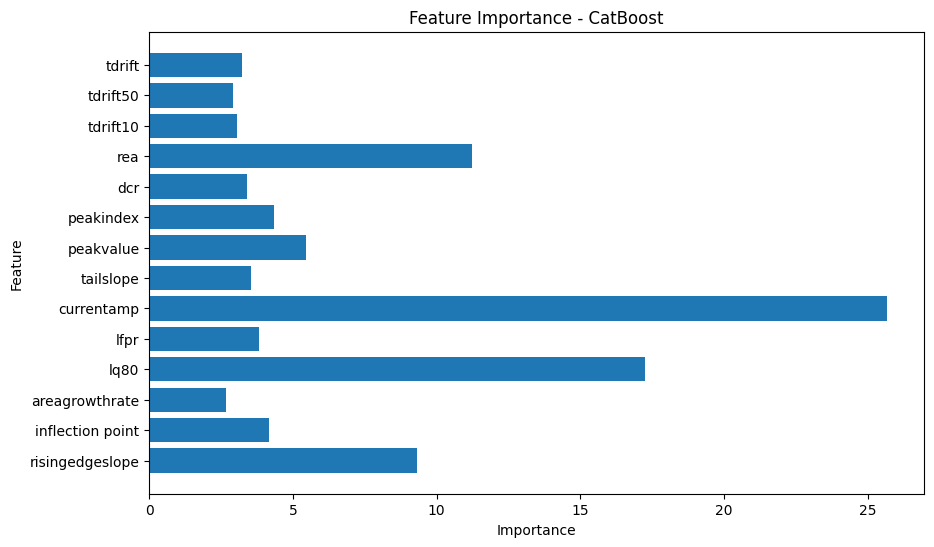 Feature Importance - CatBoost
Feature
tdrift
tdrift50
tdrift10
rea
dcr
peakindex
peakvalue
tailslope
currentamp
lfpr
lq80
areagrowthrate
inflection point
risingedgeslope
0 5 10 15 20 25
Importance